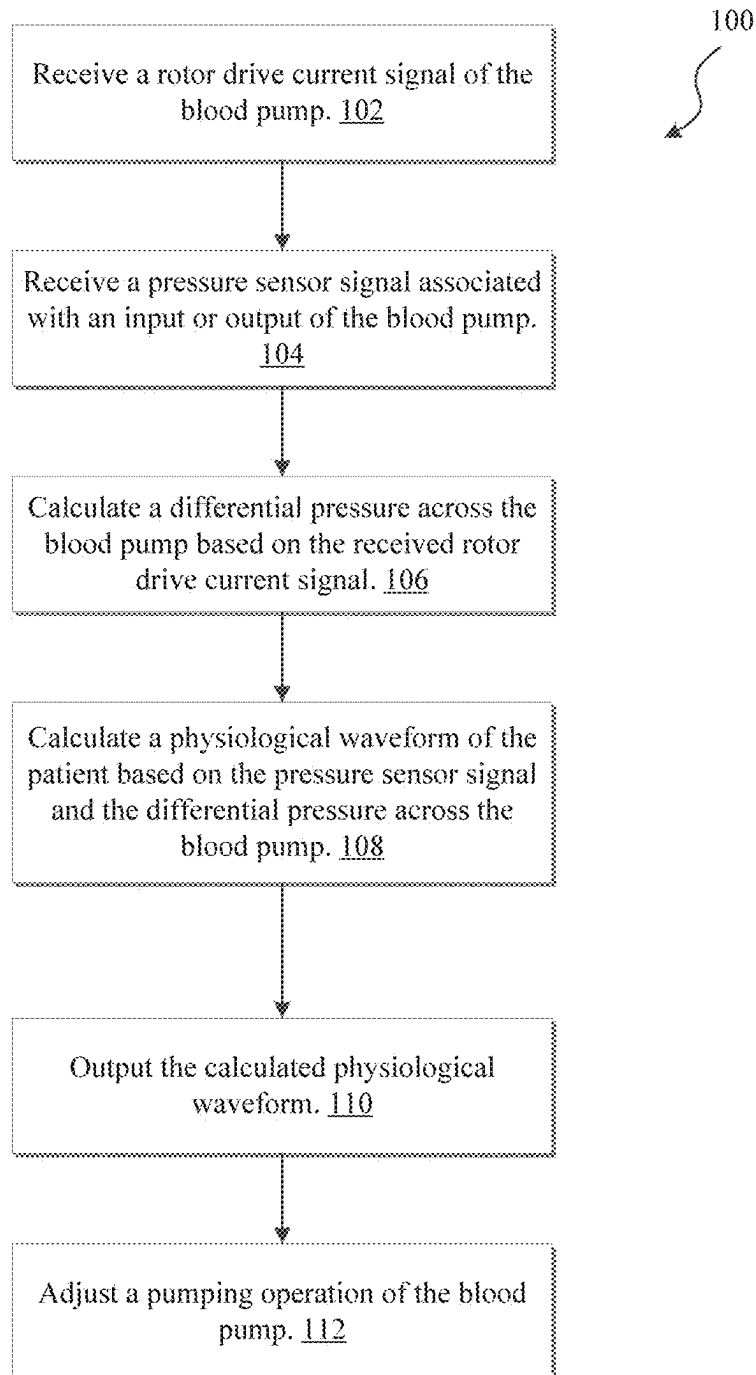 100
Receive a rotor drive current signal of the
blood pump. 102
Receive a pressure sensor signal associated
with an input or output of the blood pump.
104
Calculate a differential pressure across the
blood pump based on the received rotor
drive current signal. 106
Calculate a physiological waveform of the
patient based on the pressure sensor signal
and the differential pressure across the
blood pump. 108
Output the calculated physiological
waveform. 110
Adjust a pumping operation of the blood
pump. 112